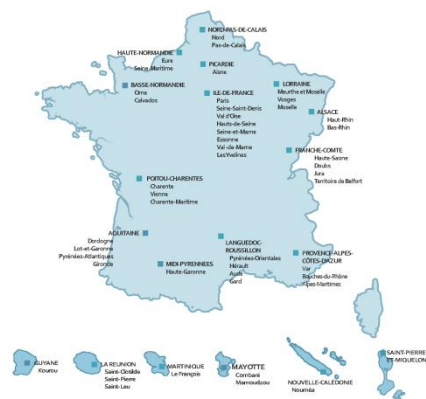 NORD-PAS-DE-CALAIS
Nord
Pas-de-Calais
HAUTE-NORMANDIE
Eure
Seine-Maritime
PICARDIE
Aisne
BASSE-NORMANDIE
Orne
Calvados
ILE-DE-FRANCE
Paris
Seine-Saint-Denis
Val d'Oise
Hauts-de-Seine
Seine-et-Marne
Essonne
Val -de-Marne
Les Yvelines
LORRAINE
Meurthe et Moselle
Vosges
Moselle
ALSACE
Haut-Rhin
Bas-Rhin
FRANCHE-COMTE
Haute-Saone
Doubs
Jura
Territoire de Belfort
POITOU-CHARENTES
Charente
Vienne
Charente-Maritime
AQUITAINE
Dordogne
Lot-et-Garonne
Pyrénées-Atlantiques
Gironde
MIDI-PYRENNEES
Haute-Garonne
LANGUEDOC-
ROUSSILLON
Pyrénées-Orientales
Hérault
Aude
Gard
PROVENCE-ALPES-
CÔTES-D'AZUR
Var
Bouches-du-Rhône
Alpes-Maritimes
GUYANE
Kourou
LA REUNION
Saint-Clotilde
Saint-Pierre
Saint-Leu
MARTINIQUE
Le François
MAYOTTE
Combani
Mamoudzou
NOUVELLE-CALÉDONIE
Nouméa
SAINT-PIERRE
ET-MIQUELON